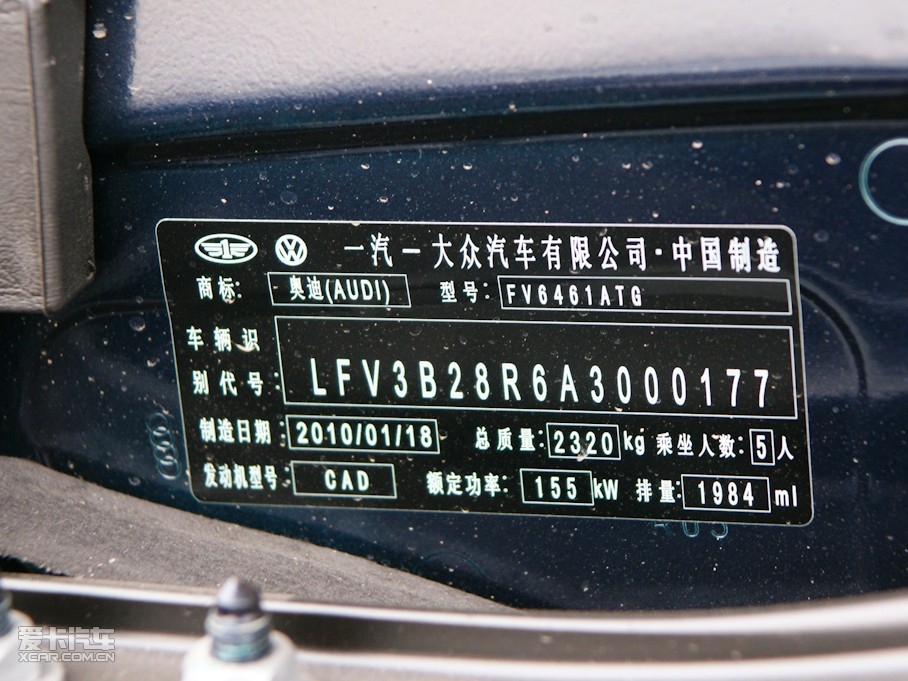 一汽一大众汽车有限公司·中国制造
商标: 奥迪(AUDI) 型号: FV6461ATG
车辆识
别代号: LFV3B28R6A3000177
制造日期: 2010/01/18 总质量: 2320 kg 乘坐人数: 5 人
发动机型号: CAD 额定功率: 155 kW 排量: 1984 ml
爱卡汽车
XCAR.COM.CN